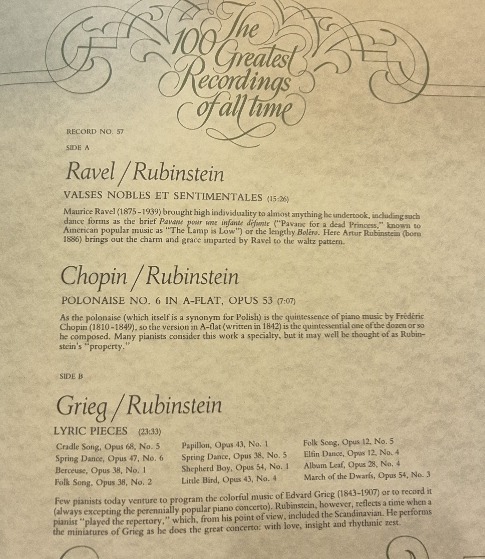 The
100 Greatest
Recordings
of all time
RECORD NO. 57
SIDE A
Ravel/Rubinstein
VALSES NOBLES ET SENTIMENTALES (15:26)
Maurice Ravel (1875–1939) brought high individuality to almost anything he undertook, including such
dance forms as the brief Pavane pour une infante défunte ("Pavane for a dead Princess," known to
American popular music as "The Lamp is Low") or the lengthy Boléro. Here Artur Rubinstein (born
1886) brings out the charm and grace imparted by Ravel to the waltz pattern.
Chopin/Rubinstein
POLONAISE NO. 6 IN A-FLAT, OPUS 53 (7:07)
As the polonaise (which itself is a synonym for Polish) is the quintessence of piano music by Frédéric
Chopin (1810–1849), so the version in A-flat (written in 1842) is the quintessential one of the dozen or so
he composed. Many pianists consider this work a specialty, but it may well be thought of as Rubin-
stein's "property."
SIDE B
Grieg/Rubinstein
LYRIC PIECES (23:33)
Cradle Song, Opus 68, No. 5
Spring Dance, Opus 47, No. 6
Berceuse, Opus 38, No. 1
Folk Song, Opus 38, No. 2
Papillon, Opus 43, No. 1
Spring Dance, Opus 38, No. 5
Shepherd Boy, Opus 54, No. 1
Little Bird, Opus 43, No. 4
Folk Song, Opus 12, No. 5
Elfin Dance, Opus 12, No. 4
Album Leaf, Opus 28, No. 4
March of the Dwarfs, Opus 54, No. 3
Few pianists today venture to program the colorful music of Edvard Grieg (1843–1907) or to record it
(always excepting the perennially popular piano concerto). Rubinstein, however, reflects a time when a
pianist "played the repertory," which, from his point of view, included the Scandinavian. He performs
the miniatures of Grieg as he does the great concerto: with love, insight and rhythmic zest.